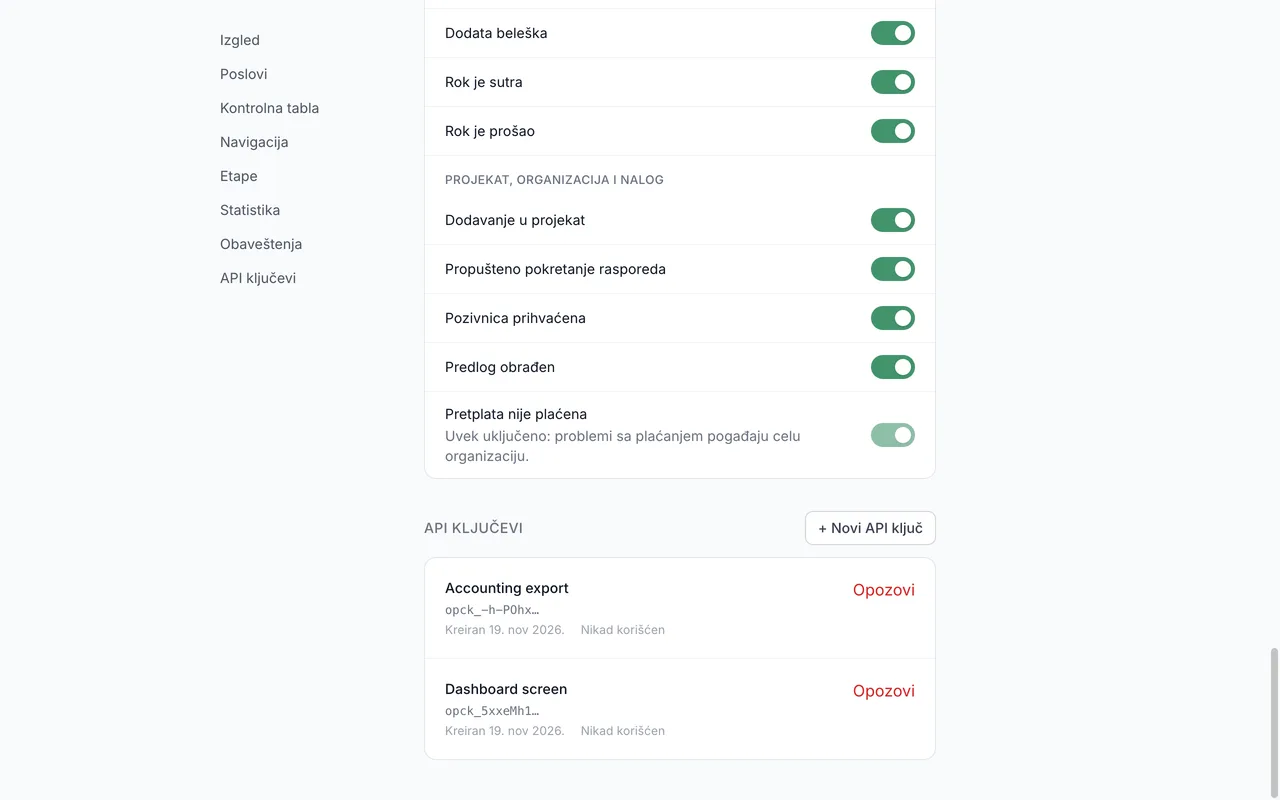 Izgled
Poslovi
Kontrolna tabla
Navigacija
Etape
Statistika
Obaveštenja
API ključevi
Dodata beleška
Rok je sutra
Rok je prošao
PROJEKAT, ORGANIZACIJA I NALOG
Dodavanje u projekat
Propušteno pokretanje rasporeda
Pozivnica prihvaćena
Predlog obrađen
Pretplata nije plaćena
Uvek uključeno: problemi sa plaćanjem pogađaju celu
organizaciju.
API KLJUČEVI
+ Novi API ključ
Accounting export
Opozovi
opck_-h-POhx…
Kreiran 19. nov 2026. Nikad korišćen
Dashboard screen
Opozovi
opck_5xxeMh1…
Kreiran 19. nov 2026. Nikad korišćen